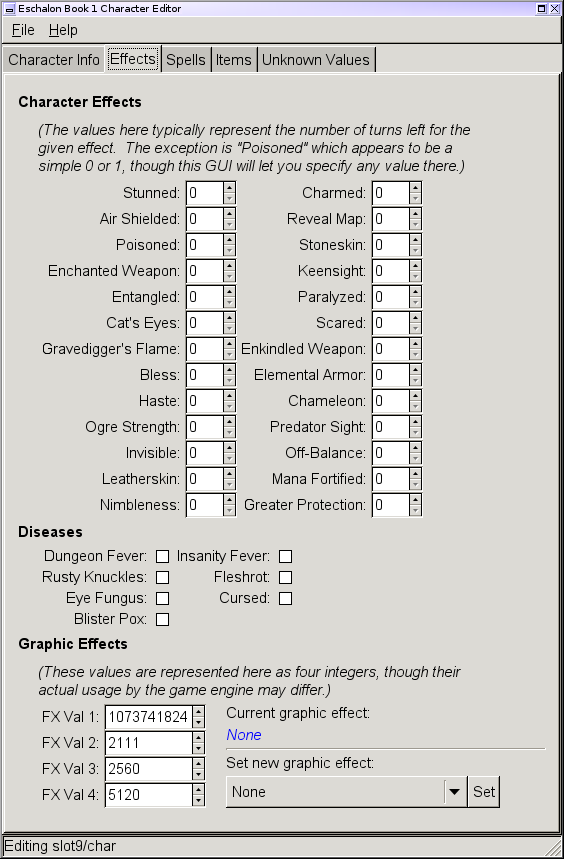 Eschalon Book 1 Character Editor
File Help
Character Info Effects Spells Items Unknown Values
Character Effects
(The values here typically represent the number of turns left for the
given effect. The exception is "Poisoned" which appears to be a
simple 0 or 1, though this GUI will let you specify any value there.)
Stunned: 0 Charmed: 0
Air Shielded: 0 Reveal Map: 0
Poisoned: 0 Stoneskin: 0
Enchanted Weapon: 0 Keensight: 0
Entangled: 0 Paralyzed: 0
Cat's Eyes: 0 Scared: 0
Gravedigger's Flame: 0 Enkindled Weapon: 0
Bless: 0 Elemental Armor: 0
Haste: 0 Chameleon: 0
Ogre Strength: 0 Predator Sight: 0
Invisible: 0 Off-Balance: 0
Leatherskin: 0 Mana Fortified: 0
Nimbleness: 0 Greater Protection: 0
Diseases
Dungeon Fever: Insanity Fever:
Rusty Knuckles: Fleshrot:
Eye Fungus: Cursed:
Blister Pox:
Graphic Effects
(These values are represented here as four integers, though their
actual usage by the game engine may differ.)
FX Val 1: 1073741824
FX Val 2: 2111
FX Val 3: 2560
FX Val 4: 5120
Current graphic effect:
None
Set new graphic effect:
None Set
Editing slot9/char